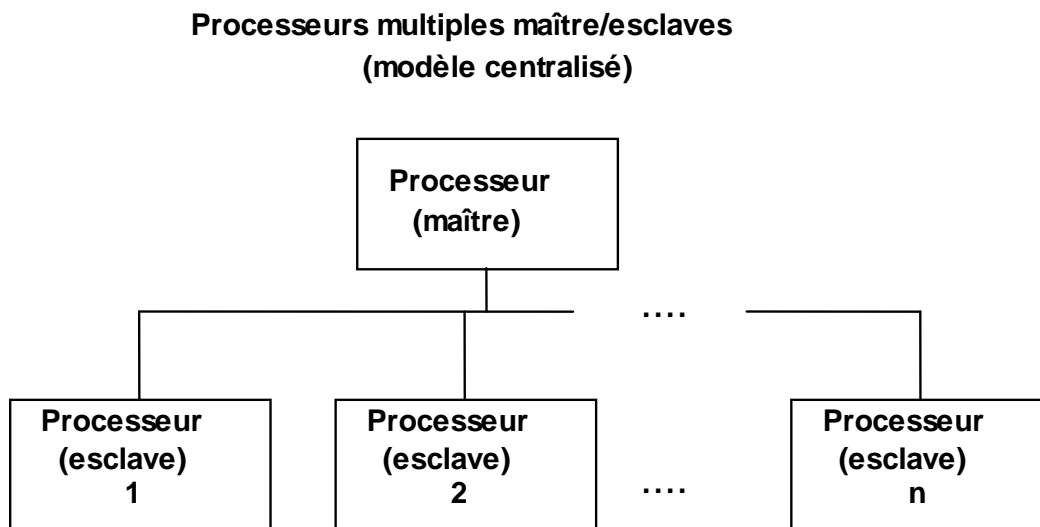 Processeurs multiples maître/esclaves
(modèle centralisé)
Processeur
(maître)
....
Processeur
(esclave)
1
Processeur
(esclave)
2
....
Processeur
(esclave)
n